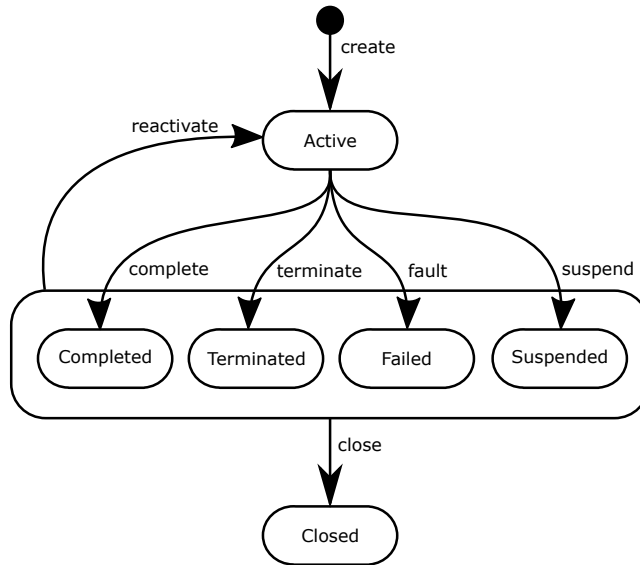 create
reactivate
Active
complete
terminate
fault
suspend
Completed
Terminated
Failed
Suspended
close
Closed